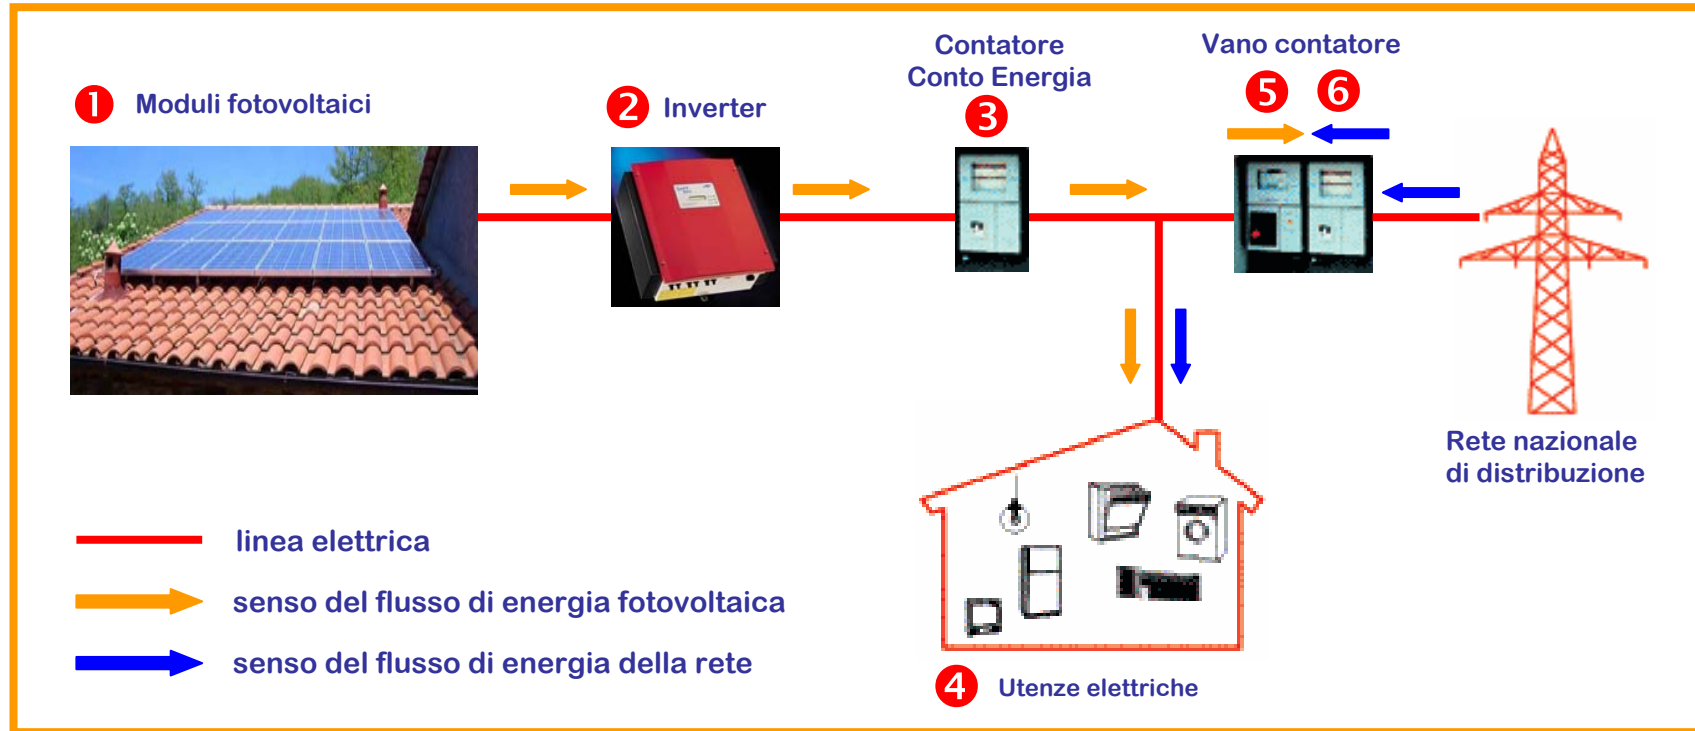 Contatore
Conto Energia
Vano contatore
1 Moduli fotovoltaici
2 Inverter
3
5 6
Rete nazionale
di distribuzione
linea elettrica
senso del flusso di energia fotovoltaica
senso del flusso di energia della rete
4 Utenze elettriche